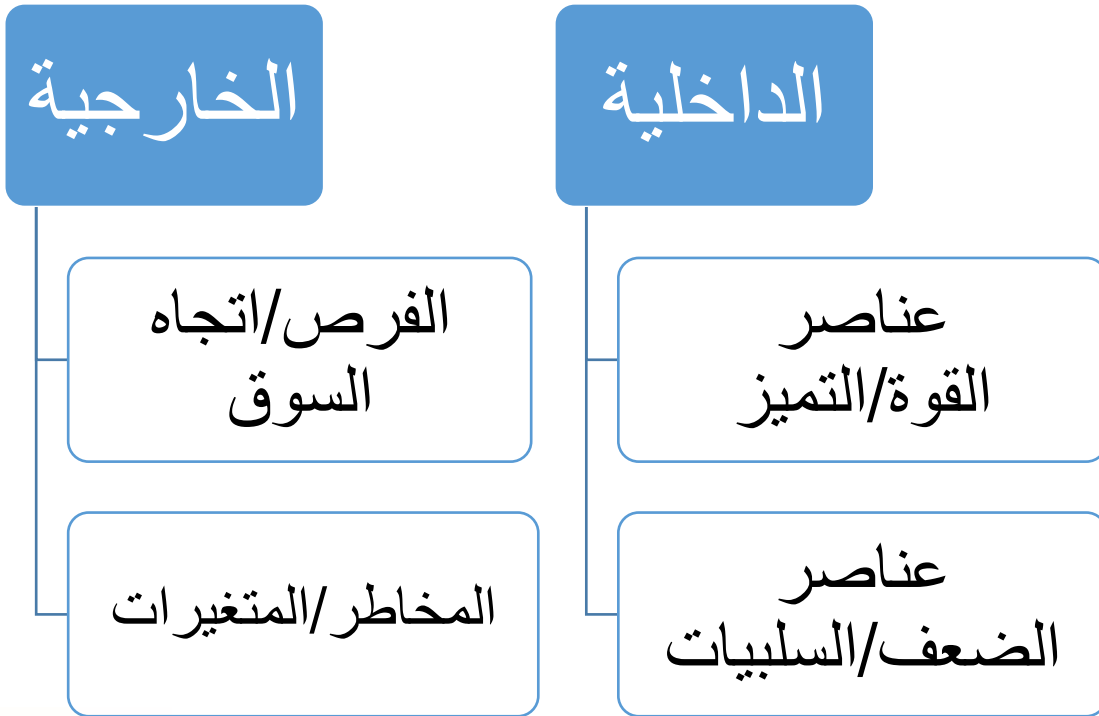 الداخلية
عناصر
القوة/التميز
عناصر
الضعف/السلبيات
الخارجية
الفرص/اتجاه
السوق
المخاطر/المتغيرات